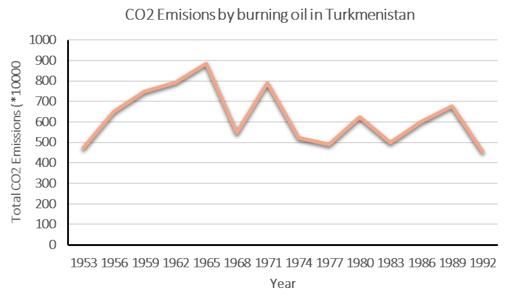 CO2 Emisions by burning oil in Turkmenistan
Total CO2 Emissions (*10000
1000
900
800
700
600
500
400
300
200
100
0
1953 1956 1959 1962 1965 1968 1971 1974 1977 1980 1983 1986 1989 1992
Year